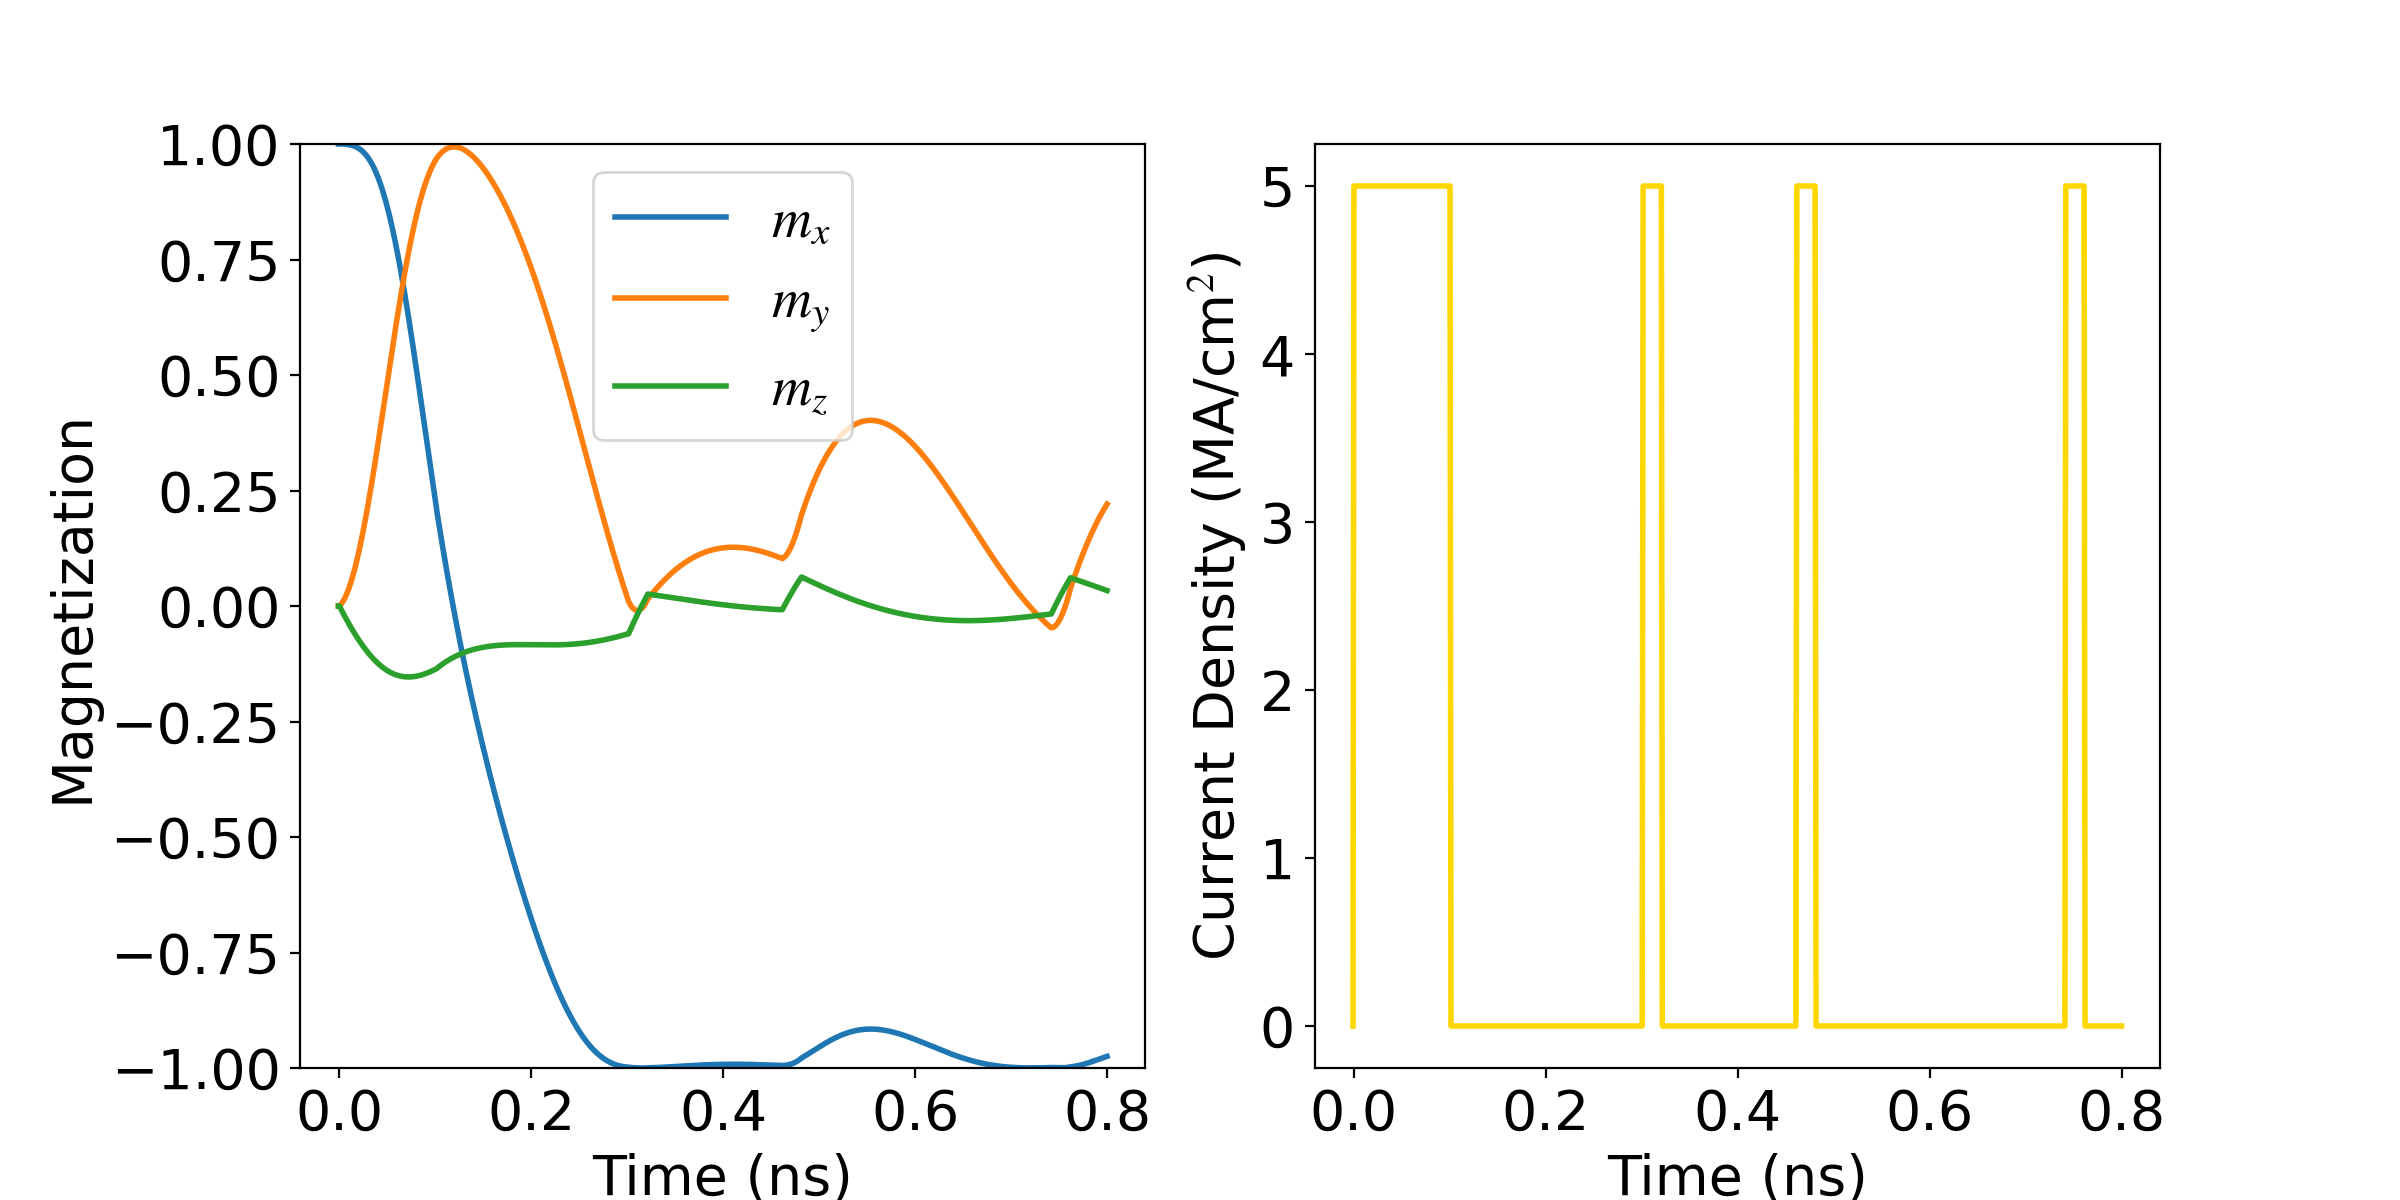 Magnetization
1.00
0.75
0.50
0.25
0.00
−0.25
−0.50
−0.75
−1.00
0.0 0.2 0.4 0.6 0.8
Time (ns)
m_x
m_y
m_z
Current Density (MA/cm²)
5
4
3
2
1
0
0.0 0.2 0.4 0.6 0.8
Time (ns)